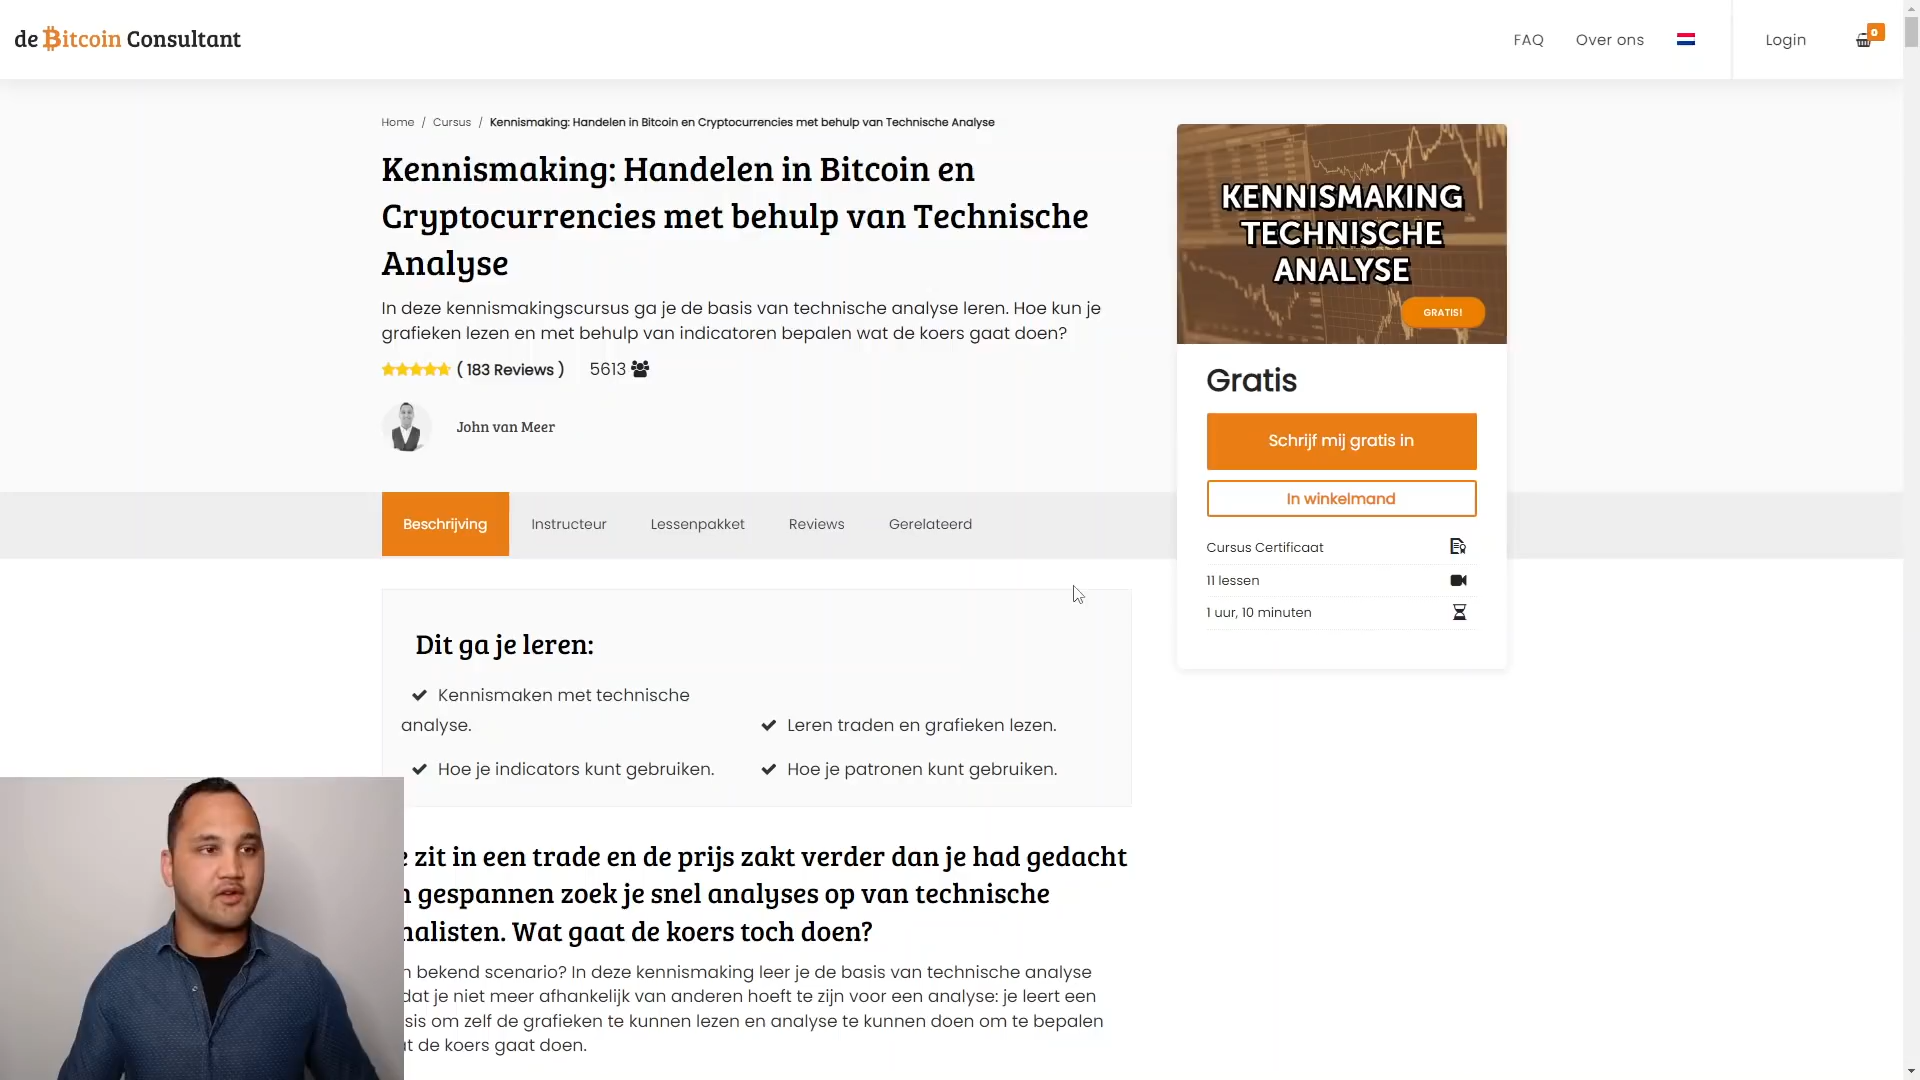 de Bitcoin Consultant
FAQ
Over ons
Login
0
Home / Cursus / Kennismaking: Handelen in Bitcoin en Cryptocurrencies met behulp van Technische Analyse
Kennismaking: Handelen in Bitcoin en
Cryptocurrencies met behulp van Technische
Analyse
In deze kennismakingscursus ga je de basis van technische analyse leren. Hoe kun je
grafieken lezen en met behulp van indicatoren bepalen wat de koers gaat doen?
( 183 Reviews ) 5613
John van Meer
KENNISMAKING
TECHNISCHE
ANALYSE
GRATIS!
Gratis
Schrijf mij gratis in
In winkelmand
Cursus Certificaat
11 lessen
1 uur, 10 minuten
Beschrijving
Instructeur
Lessenpakket
Reviews
Gerelateerd
Dit ga je leren:
Kennismaken met technische
analyse.
Leren traden en grafieken lezen.
Hoe je indicators kunt gebruiken.
Hoe je patronen kunt gebruiken.
zit in een trade en de prijs zakt verder dan je had gedacht
gespannen zoek je snel analyses op van technische
nalisten. Wat gaat de koers toch doen?
bekend scenario? In deze kennismaking leer je de basis van technische analyse
dat je niet meer afhankelijk van anderen hoeft te zijn voor een analyse: je leert een
sis om zelf de grafieken te kunnen lezen en analyse te kunnen doen om te bepalen
t de koers gaat doen.